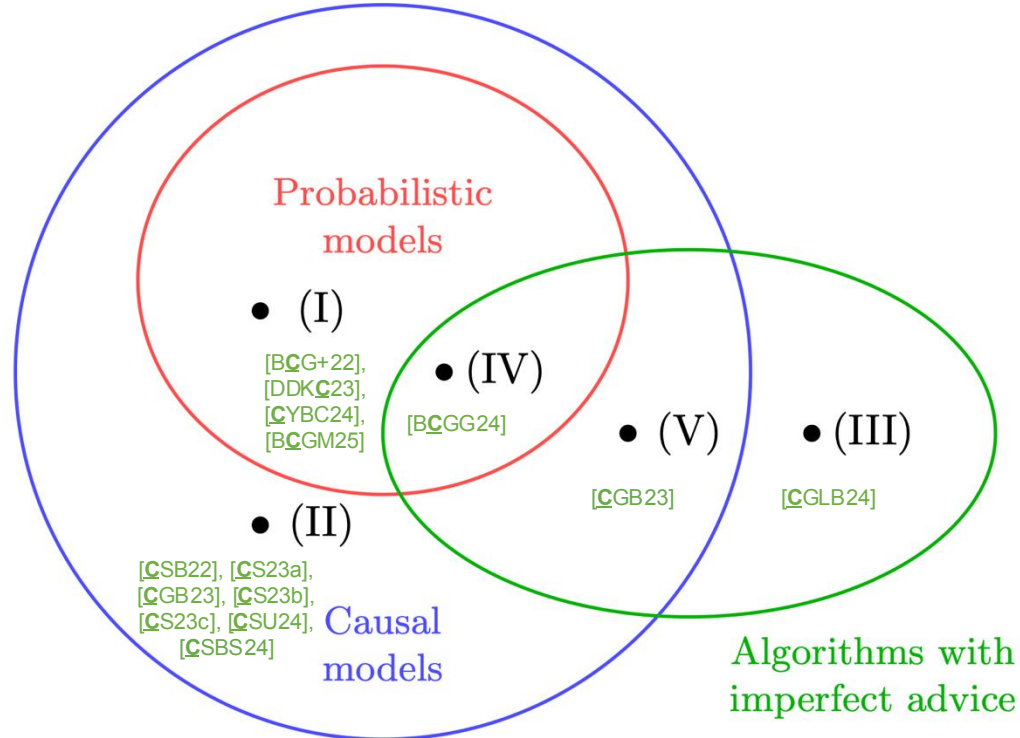 Probabilistic
models
• (I)
[BCG+22],
[DDKC23],
[CYBC24],
[BCGM25]
• (IV)
[BCGG24]
• (V)
[CGB23]
• (III)
[CGLB24]
• (II)
[CSB22], [CS23a],
[CGB23], [CS23b],
[CS23c], [CSU24],
[CSBS24]
Causal
models
Algorithms with
imperfect advice